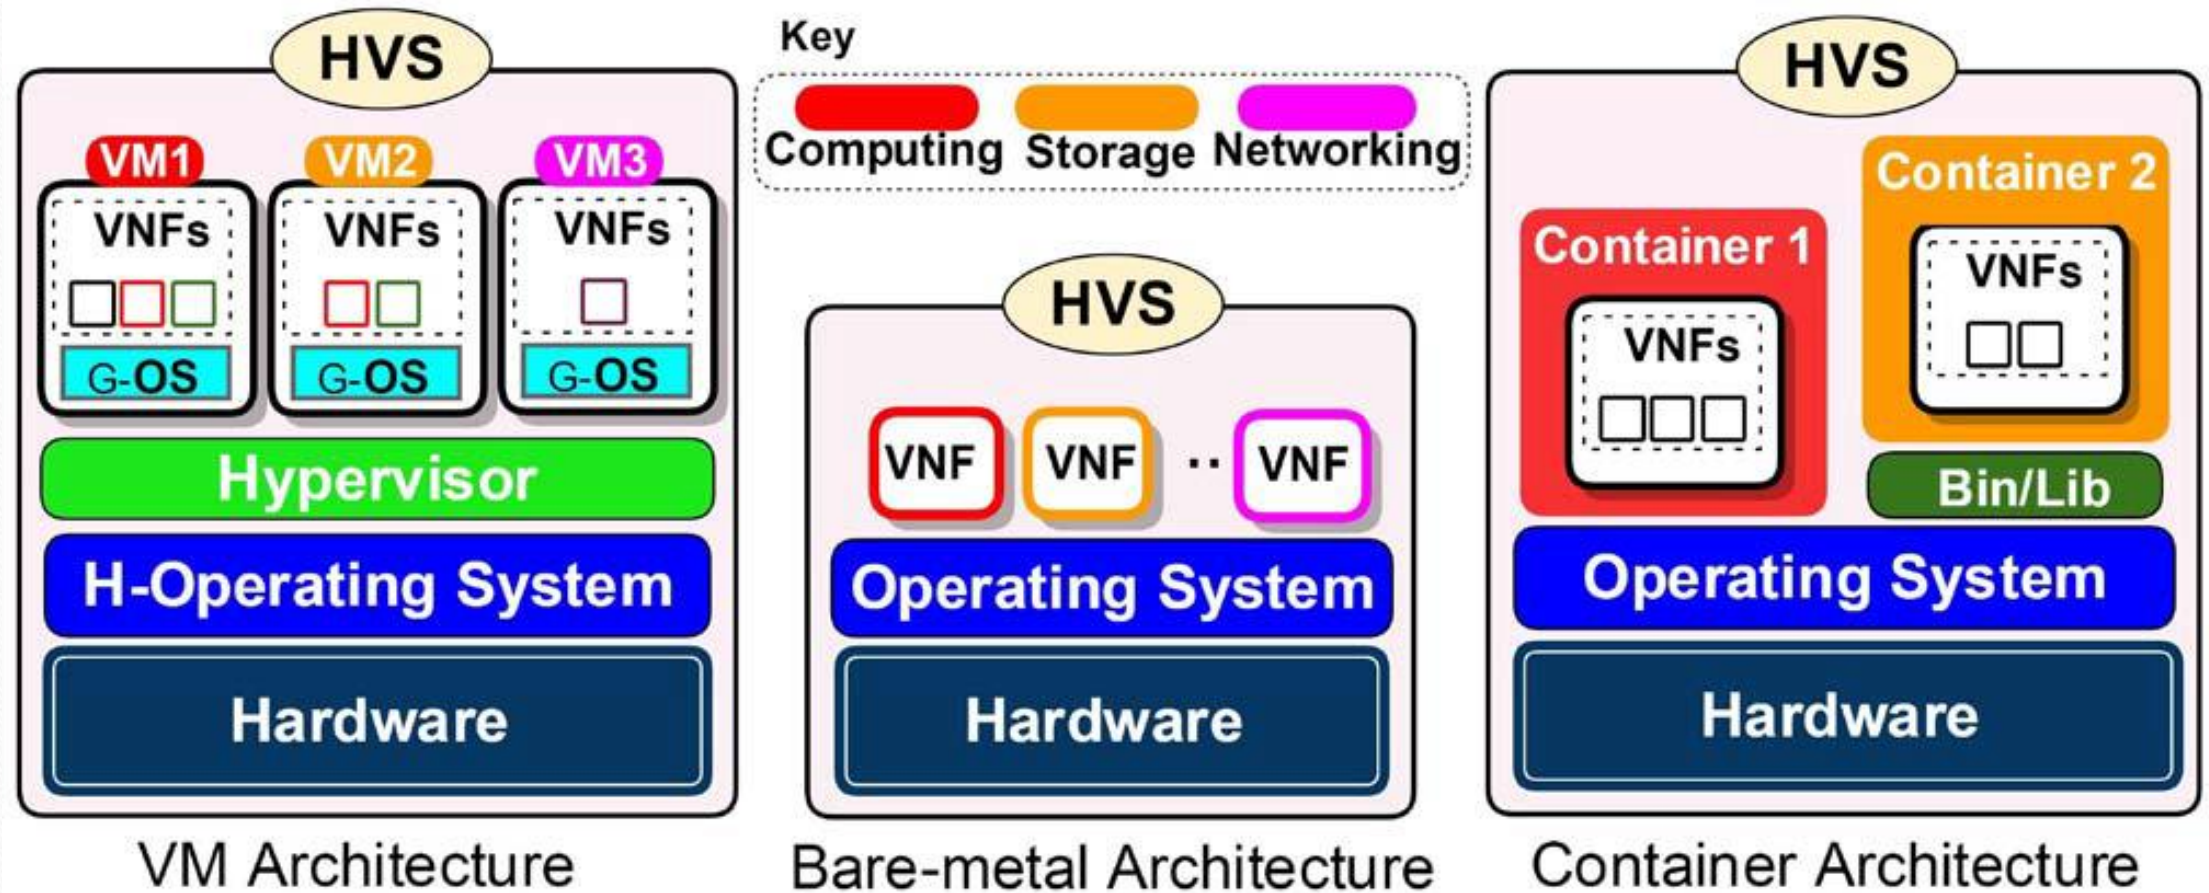 HVS
VM1
VM2
VM3
VNFs
VNFs
VNFs
G-OS
G-OS
G-OS
Hypervisor
H-Operating System
Hardware
VM Architecture
Key
Computing
Storage
Networking
HVS
VNF
VNF
..
VNF
Operating System
Hardware
Bare-metal Architecture
HVS
Container 1
VNFs
Container 2
VNFs
Bin/Lib
Operating System
Hardware
Container Architecture